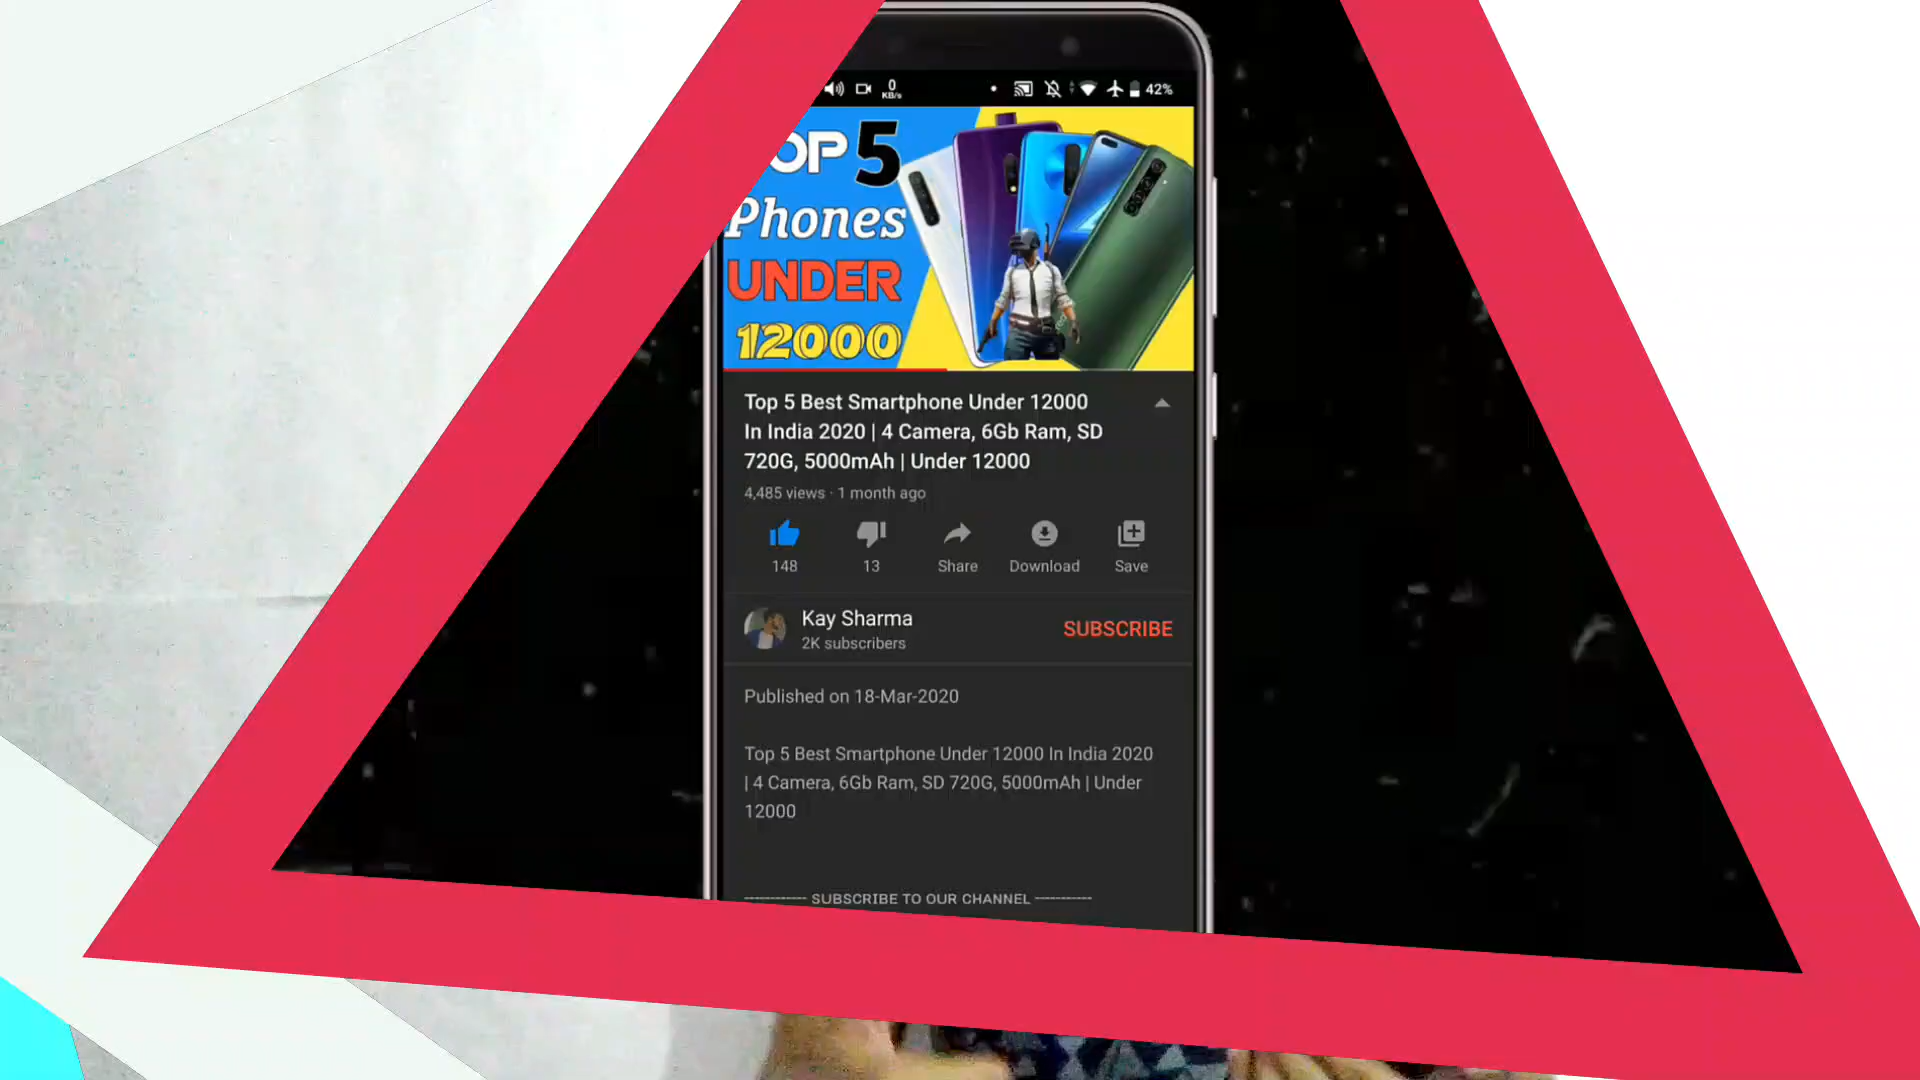 0
KB/s
42%
OP 5
Phones
UNDER
12000
Top 5 Best Smartphone Under 12000
In India 2020 | 4 Camera, 6Gb Ram, SD
720G, 5000mAh | Under 12000
4,485 views · 1 month ago
148
13
Share
Download
Save
Kay Sharma
2K subscribers
SUBSCRIBE
Published on 18-Mar-2020
Top 5 Best Smartphone Under 12000 In India 2020
| 4 Camera, 6Gb Ram, SD 720G, 5000mAh | Under
12000
----------- SUBSCRIBE TO OUR CHANNEL -----------